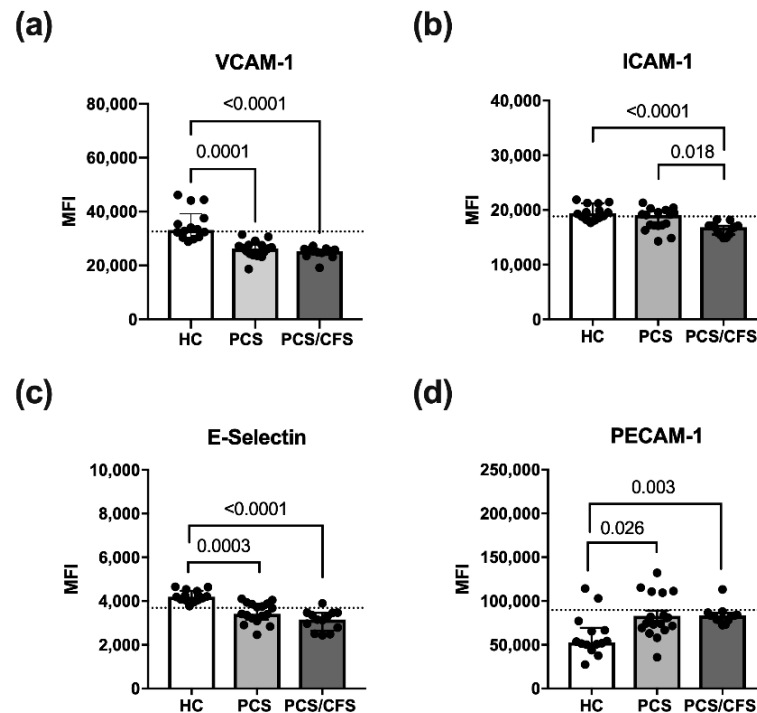 (a)
VCAM-1
80,000
60,000
40,000
20,000
0
MFI
<0.0001
0.0001
HC
PCS
PCS/CFS
(b)
ICAM-1
40,000
30,000
20,000
10,000
0
MFI
<0.0001
0.018
HC
PCS
PCS/CFS
(c)
E-Selectin
10,000
8,000
6,000
4,000
2,000
0
MFI
<0.0001
0.0003
HC
PCS
PCS/CFS
(d)
PECAM-1
250,000
200,000
150,000
100,000
50,000
0
MFI
0.003
0.026
HC
PCS
PCS/CFS